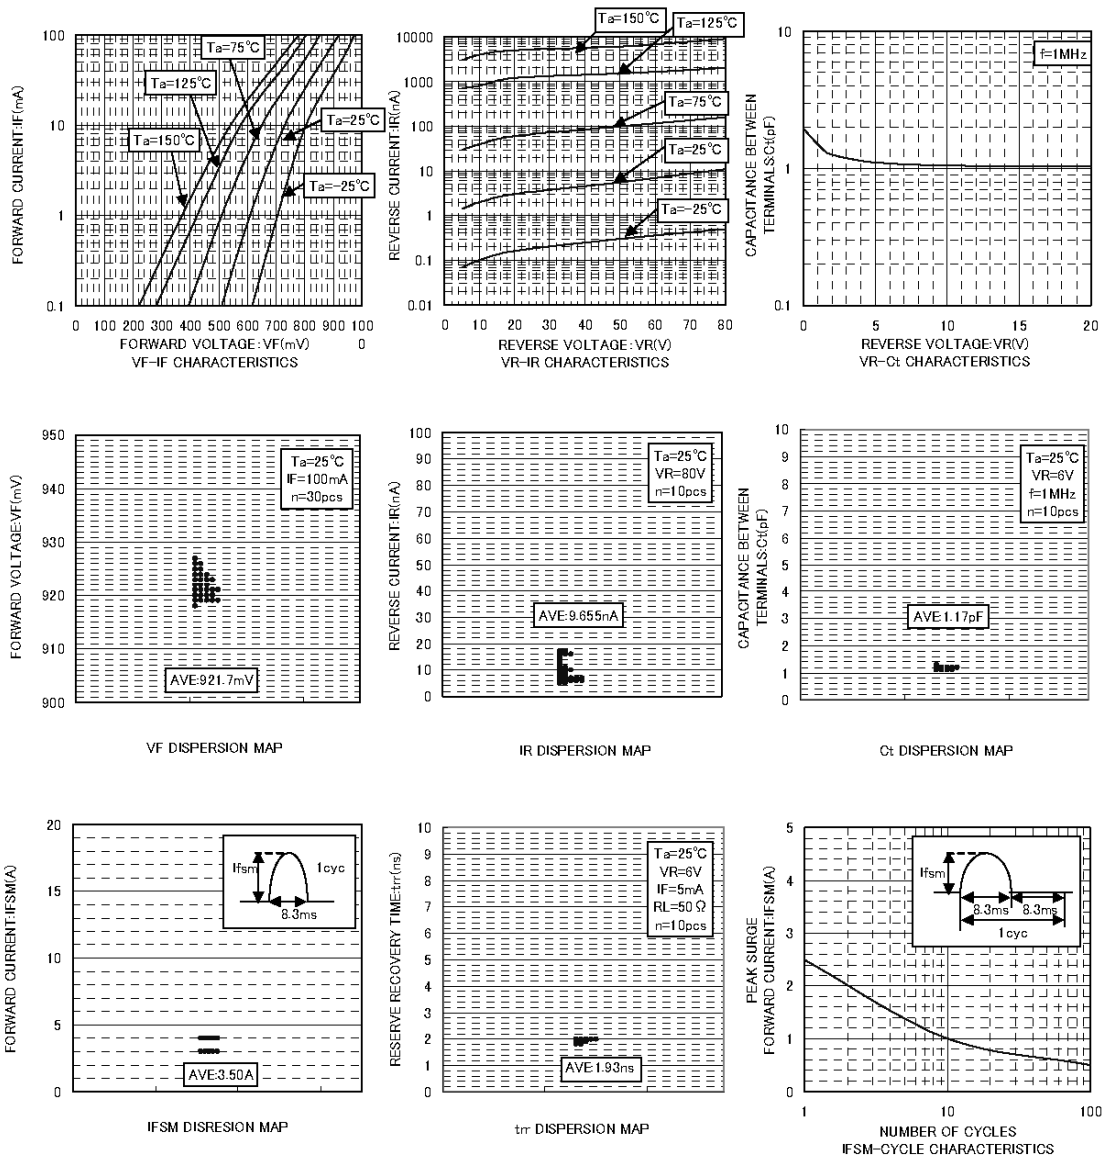 FORWARD CURRENT:IF(mA)
100
10
1
0.1
Ta=75°C
Ta=125°C
Ta=150°C
Ta=25°C
Ta=-25°C
0 100 200 300 400 500 600 700 800 900 100
0
FORWARD VOLTAGE:VF(mV)
VF-IF CHARACTERISTICS
REVERSE CURRENT:IR(nA)
10000
1000
100
10
1
0.1
0.01
Ta=150°C
Ta=125°C
Ta=75°C
Ta=25°C
Ta=-25°C
0 10 20 30 40 50 60 70 80
REVERSE VOLTAGE:VR(V)
VR-IR CHARACTERISTICS
CAPACITANCE BETWEEN
TERMINALS:Ct(pF)
10
1
0.1
f=1MHz
0 5 10 15 20
REVERSE VOLTAGE:VR(V)
VR-Ct CHARACTERISTICS
FORWARD VOLTAGE:VF(mV)
950
940
930
920
910
900
Ta=25°C
IF=100mA
n=30pcs
AVE:921.7mV
VF DISPERSION MAP
REVERSE CURRENT:IR(nA)
100
90
80
70
60
50
40
30
20
10
0
Ta=25°C
VR=80V
n=10pcs
AVE:9.655nA
IR DISPERSION MAP
CAPACITANCE BETWEEN
TERMINALS:Ct(pF)
10
9
8
7
6
5
4
3
2
1
0
Ta=25°C
VR=6V
f=1MHz
n=10pcs
AVE:1.17pF
Ct DISPERSION MAP
FORWARD CURRENT:IFSM(A)
20
15
10
5
0
Ifsm
1cyc
8.3ms
AVE:3.50A
IFSM DISRESION MAP
RESERVE RECOVERY TIME:trr(ns)
10
9
8
7
6
5
4
3
2
1
0
Ta=25°C
VR=6V
IF=5mA
RL=50Ω
n=10pcs
AVE:1.93ns
trr DISPERSION MAP
PEAK SURGE
FORWARD CURRENT:IFSM(A)
5
4
3
2
1
0
Ifsm
8.3ms 8.3ms
1cyc
1 10 100
NUMBER OF CYCLES
IFSM-CYCLE CHARACTERISTICS